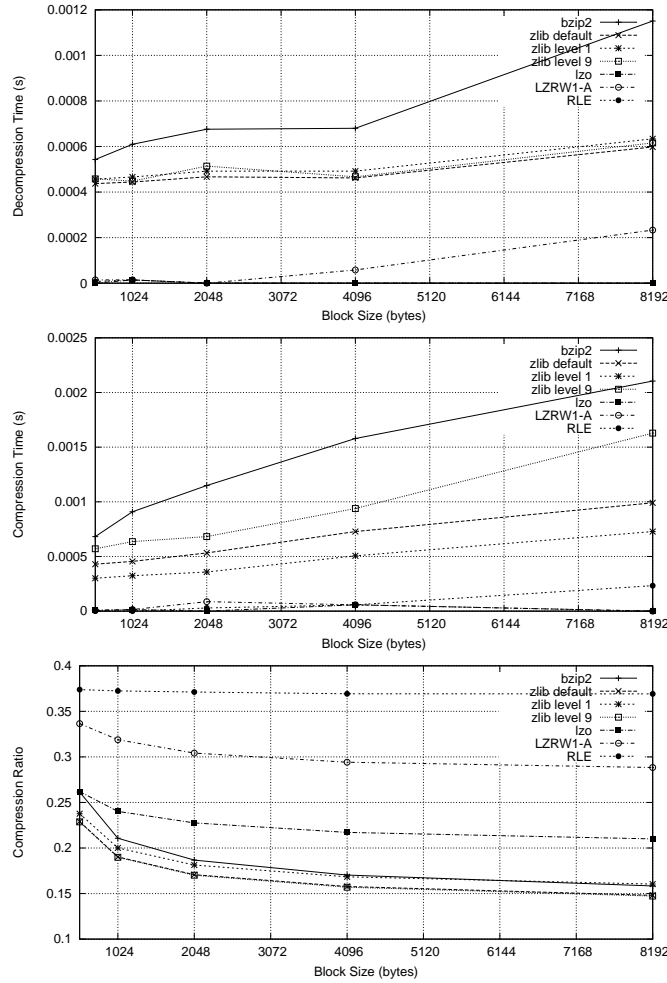 0.0012
0.001
0.0008
0.0006
0.0004
0.0002
0
Decompression Time (s)
bzip2
zlib default
zlib level 1
zlib level 9
lzo
LZRW1-A
RLE
1024 2048 3072 4096 5120 6144 7168 8192
Block Size (bytes)
0.0025
0.002
0.0015
0.001
0.0005
0
Compression Time (s)
bzip2
zlib default
zlib level 1
zlib level 9
lzo
LZRW1-A
RLE
1024 2048 3072 4096 5120 6144 7168 8192
Block Size (bytes)
0.4
0.35
0.3
0.25
0.2
0.15
0.1
Compression Ratio
bzip2
zlib default
zlib level 1
zlib level 9
lzo
LZRW1-A
RLE
1024 2048 3072 4096 5120 6144 7168 8192
Block Size (bytes)